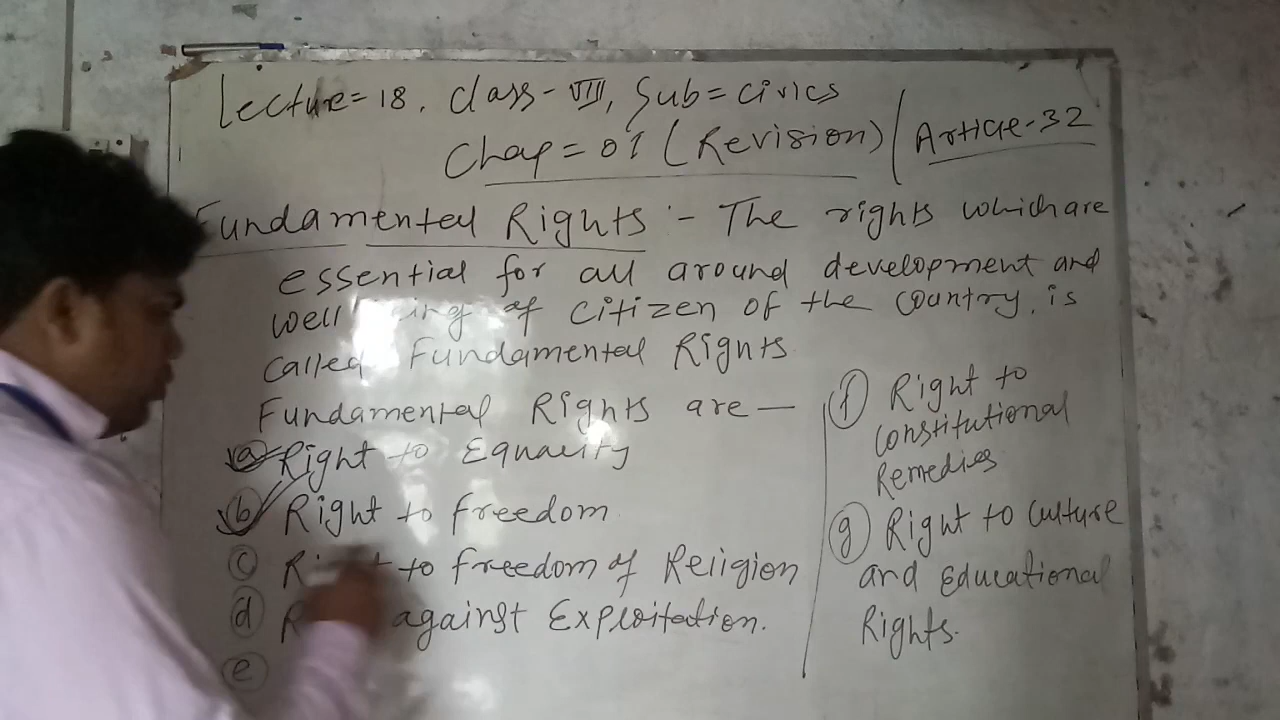 Lecture=18, Class-VIII, Sub=Civics
Chap=01 (Revision) / Article-32
Fundamental Rights :- The rights which are
essential for all around development and
well of citizen of the country, is
called Fundamental Rights
Fundamental Rights are —
(a) Right to Equality
(b) Right to freedom
(c) to freedom of Religion
(d) against Exploitation.
(e)
(f) Right to
Constitutional
Remedies
(g) Right to culture
and Educational
Rights.